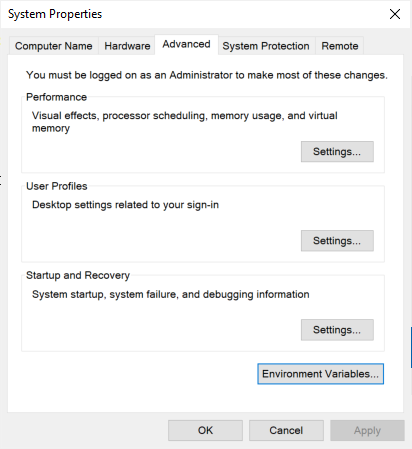 System Properties
Computer Name
Hardware
Advanced
System Protection
Remote
You must be logged on as an Administrator to make most of these changes.
Performance
Visual effects, processor scheduling, memory usage, and virtual
memory
Settings...
User Profiles
Desktop settings related to your sign-in
Settings...
Startup and Recovery
System startup, system failure, and debugging information
Settings...
Environment Variables...
OK
Cancel
Apply